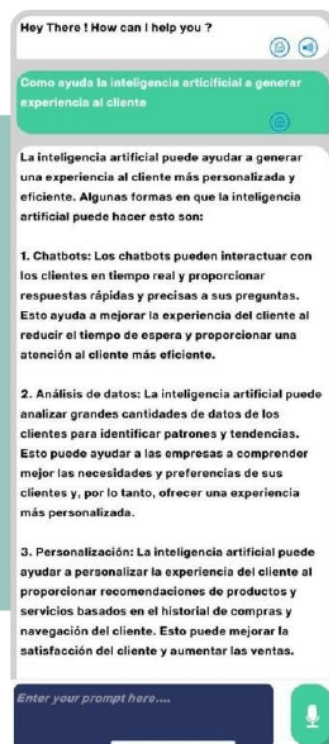 Hey There ! How can I help you ?
Como ayuda la inteligencia articificial a generar
experiencia al cliente
La inteligencia artificial puede ayudar a generar
una experiencia al cliente más personalizada y
eficiente. Algunas formas en que la inteligencia
artificial puede hacer esto son:
1. Chatbots: Los chatbots pueden interactuar con
los clientes en tiempo real y proporcionar
respuestas rápidas y precisas a sus preguntas.
Esto ayuda a mejorar la experiencia del cliente al
reducir el tiempo de espera y proporcionar una
atención al cliente más eficiente.
2. Análisis de datos: La inteligencia artificial puede
analizar grandes cantidades de datos de los
clientes para identificar patrones y tendencias.
Esto puede ayudar a las empresas a comprender
mejor las necesidades y preferencias de sus
clientes y, por lo tanto, ofrecer una experiencia
más personalizada.
3. Personalización: La inteligencia artificial puede
ayudar a personalizar la experiencia del cliente al
proporcionar recomendaciones de productos y
servicios basados en el historial de compras y
navegación del cliente. Esto puede mejorar la
satisfacción del cliente y aumentar las ventas.
Enter your prompt here....